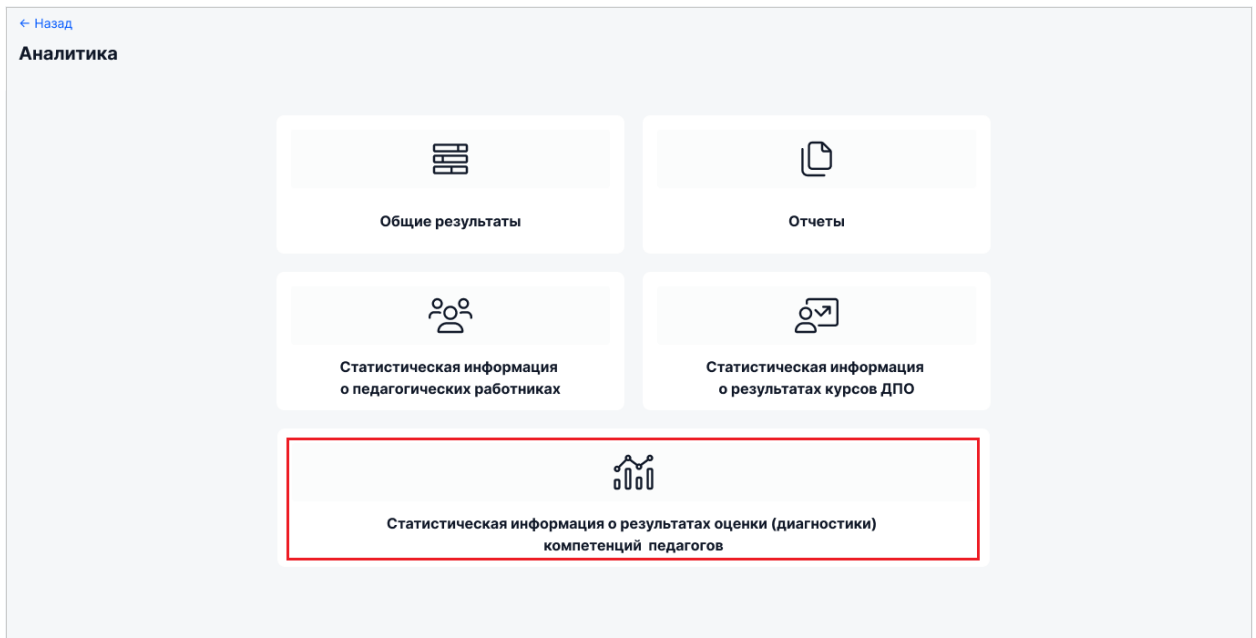 ← Назад
Аналитика
Общие результаты
Отчеты
Статистическая информация
о педагогических работниках
Статистическая информация
о результатах курсов ДПО
Статистическая информация о результатах оценки (диагностики)
компетенций педагогов